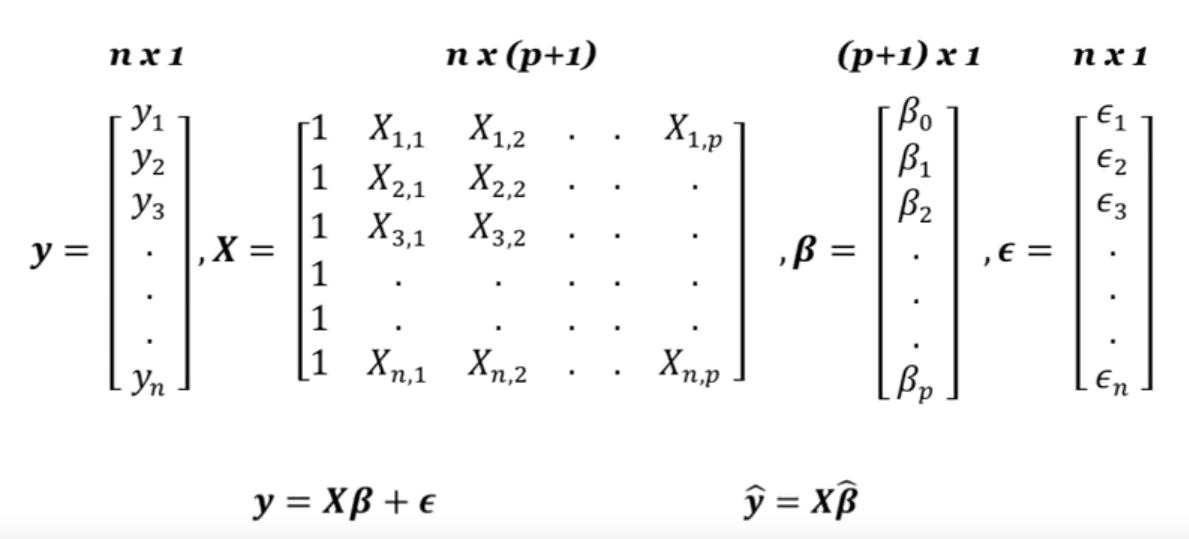 n x 1 n x (p+1) (p+1) x 1 n x 1
y = [ y₁ y₂ y₃ . . . yₙ ] , X = [ 1 X₁,₁ X₁,₂ . . X₁,ₚ
1 X₂,₁ X₂,₂ . . .
1 X₃,₁ X₃,₂ . . .
1 . . . . .
1 . . . . .
1 Xₙ,₁ Xₙ,₂ . . Xₙ,ₚ ] , β = [ β₀ β₁ β₂ . . . βₚ ] , ϵ = [ ϵ₁ ϵ₂ ϵ₃ . . . ϵₙ ]
y = Xβ + ϵ ŷ = Xβ̂